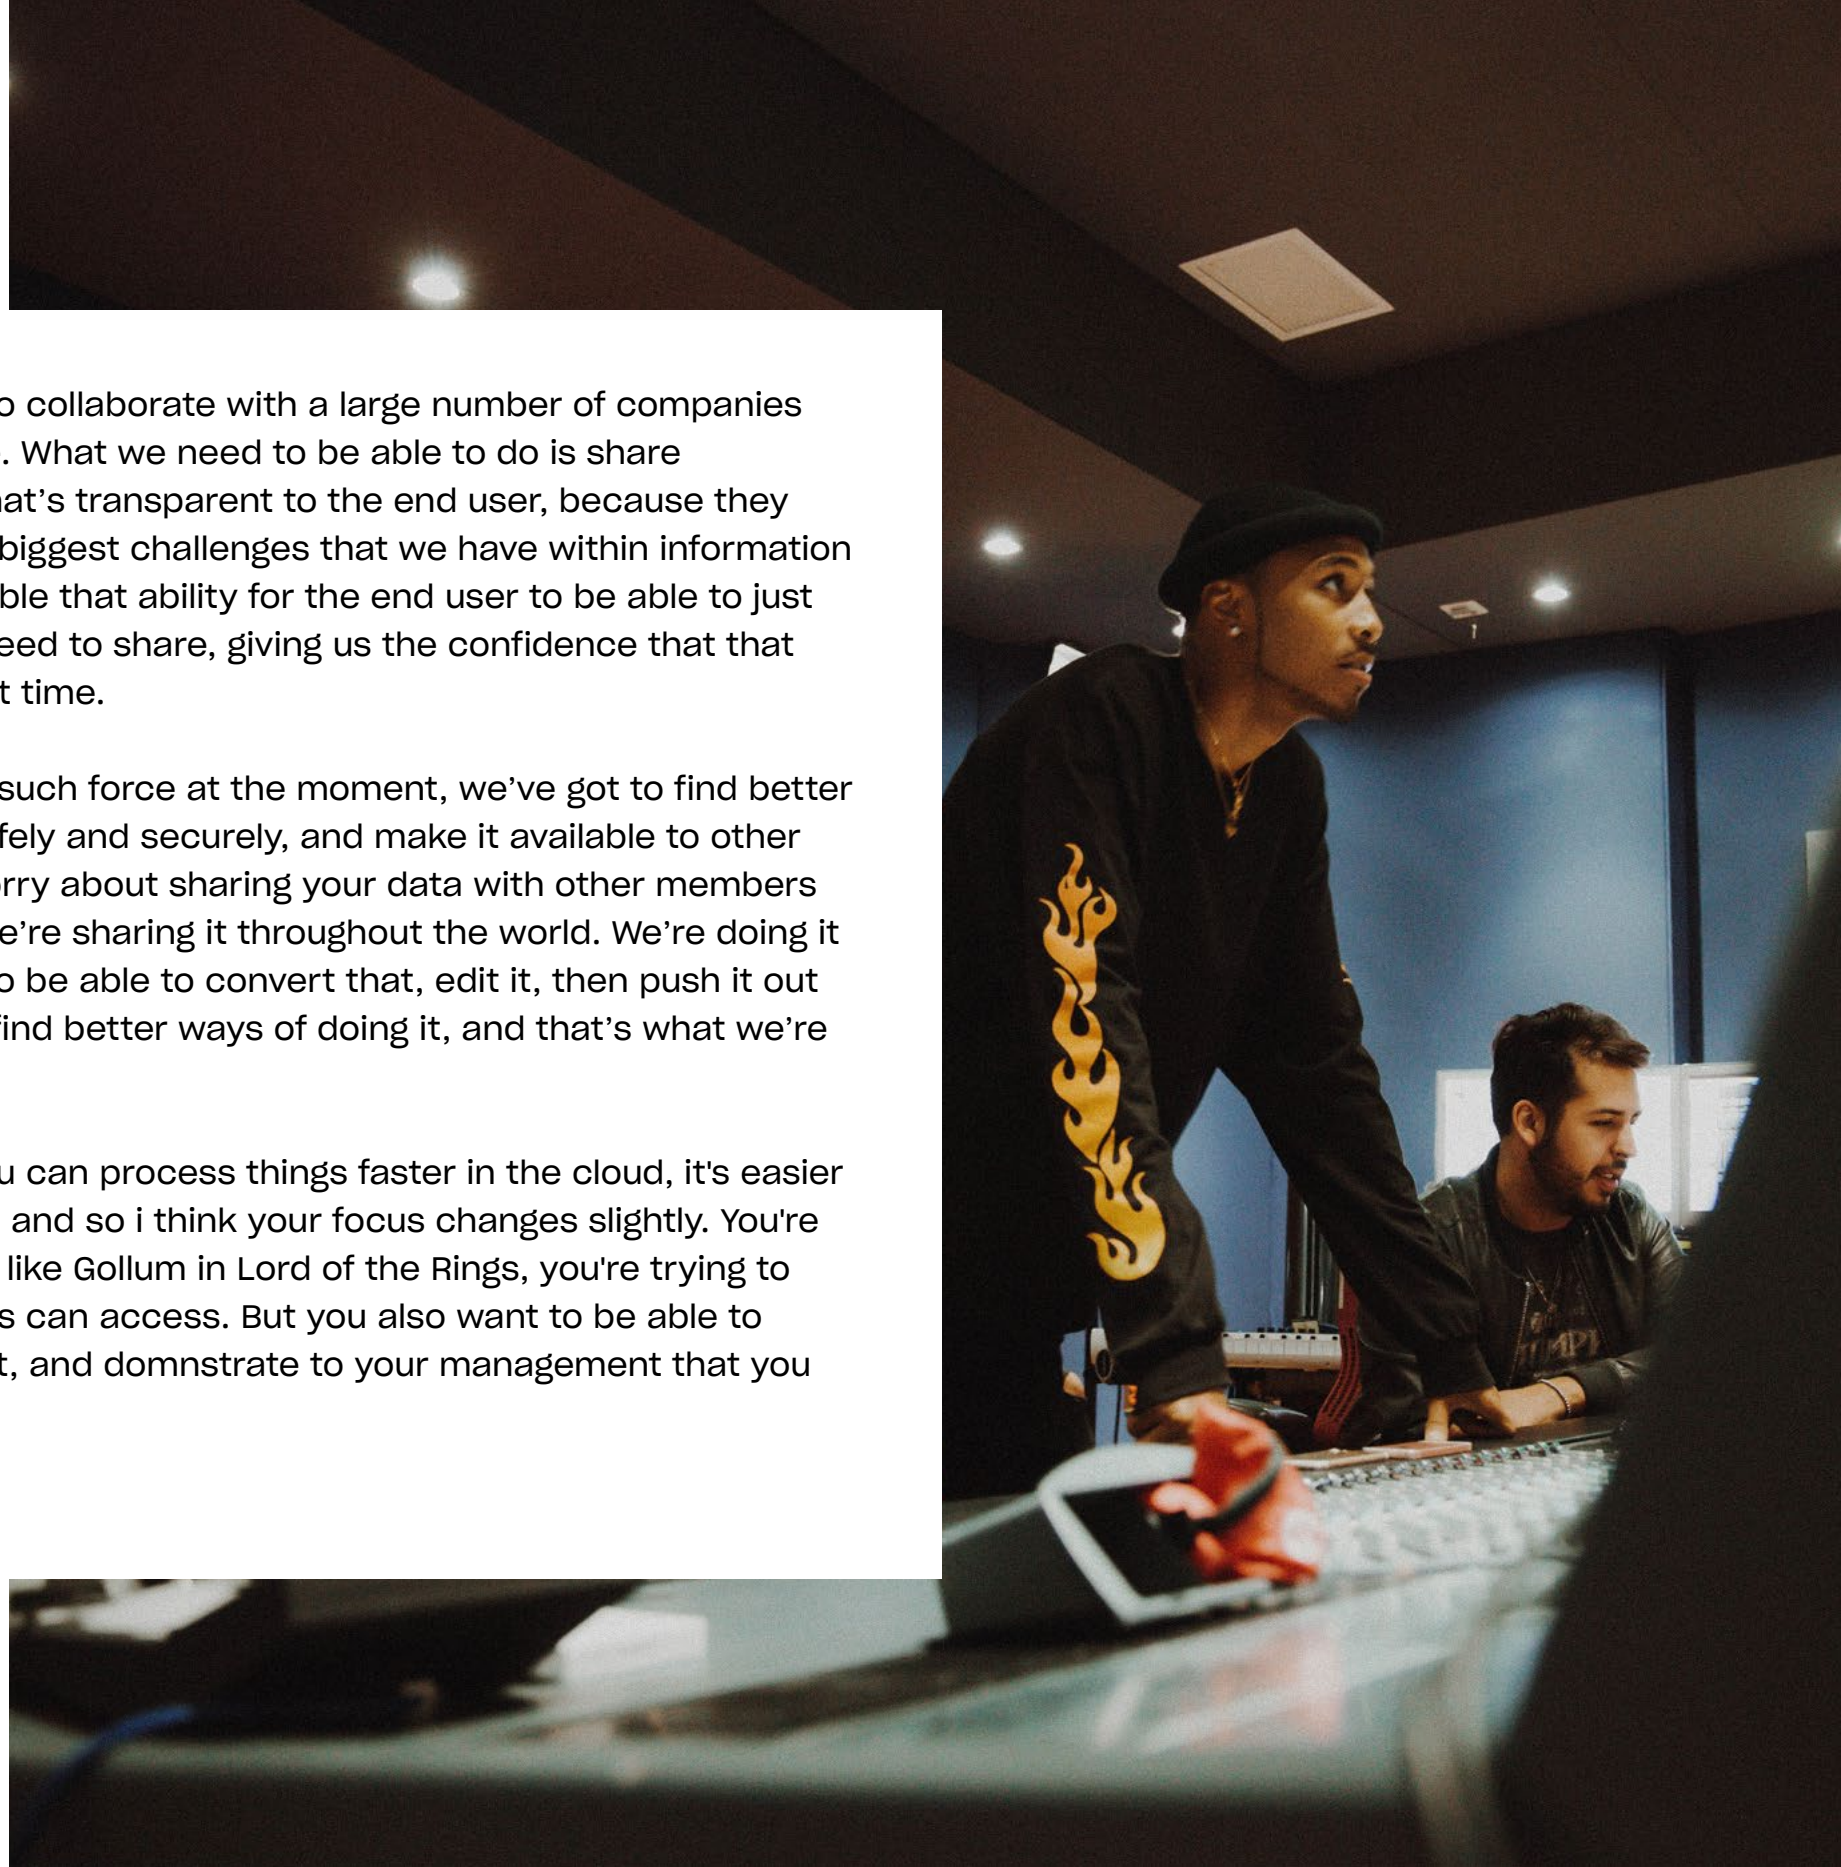 collaborate with a large number of companies
. What we need to be able to do is share
transparent to the end user, because they
biggest challenges that we have within information
that ability for the end user to be able to just
to share, giving us the confidence that that
time.
such force at the moment, we’ve got to find better
and securely, and make it available to other
about sharing your data with other members
sharing it throughout the world. We’re doing it
be able to convert that, edit it, then push it out
find better ways of doing it, and that’s what we’re
can process things faster in the cloud, it's easier
and so i think your focus changes slightly. You're
like Gollum in Lord of the Rings, you're trying to
can access. But you also want to be able to
and domnstrate to your management that you